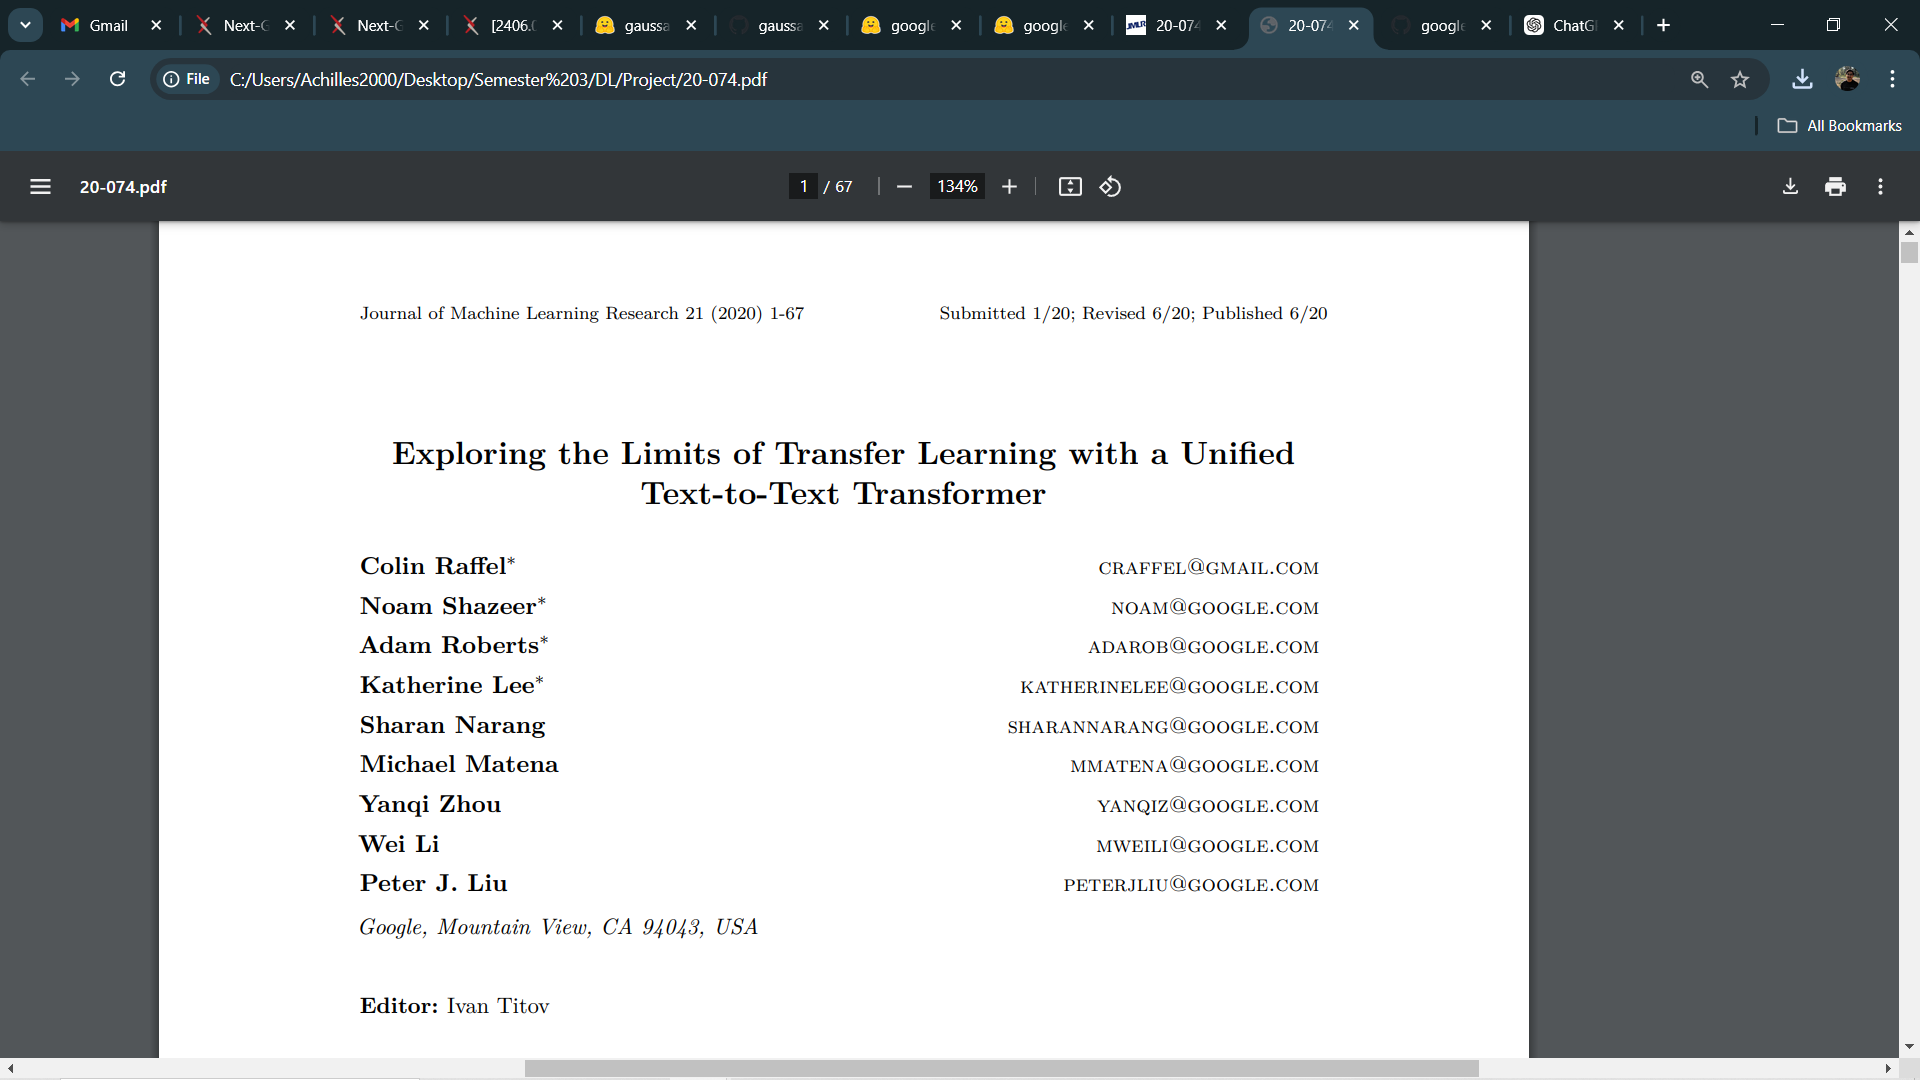 Gmail
Next-G
Next-G
[2406.0
gaussa
gaussa
google
google
JMLR
20-074
20-074
google
ChatG
File
C:/Users/Achilles2000/Desktop/Semester%203/DL/Project/20-074.pdf
All Bookmarks
20-074.pdf
1 / 67
134%
Journal of Machine Learning Research 21 (2020) 1-67
Submitted 1/20; Revised 6/20; Published 6/20
Exploring the Limits of Transfer Learning with a Unified
Text-to-Text Transformer
Colin Raffel* CRAFFEL@GMAIL.COM
Noam Shazeer* NOAM@GOOGLE.COM
Adam Roberts* ADAROB@GOOGLE.COM
Katherine Lee* KATHERINELEE@GOOGLE.COM
Sharan Narang SHARANNARANG@GOOGLE.COM
Michael Matena MMATENA@GOOGLE.COM
Yanqi Zhou YANQIZ@GOOGLE.COM
Wei Li MWEILI@GOOGLE.COM
Peter J. Liu PETERJLIU@GOOGLE.COM
Google, Mountain View, CA 94043, USA
Editor: Ivan Titov